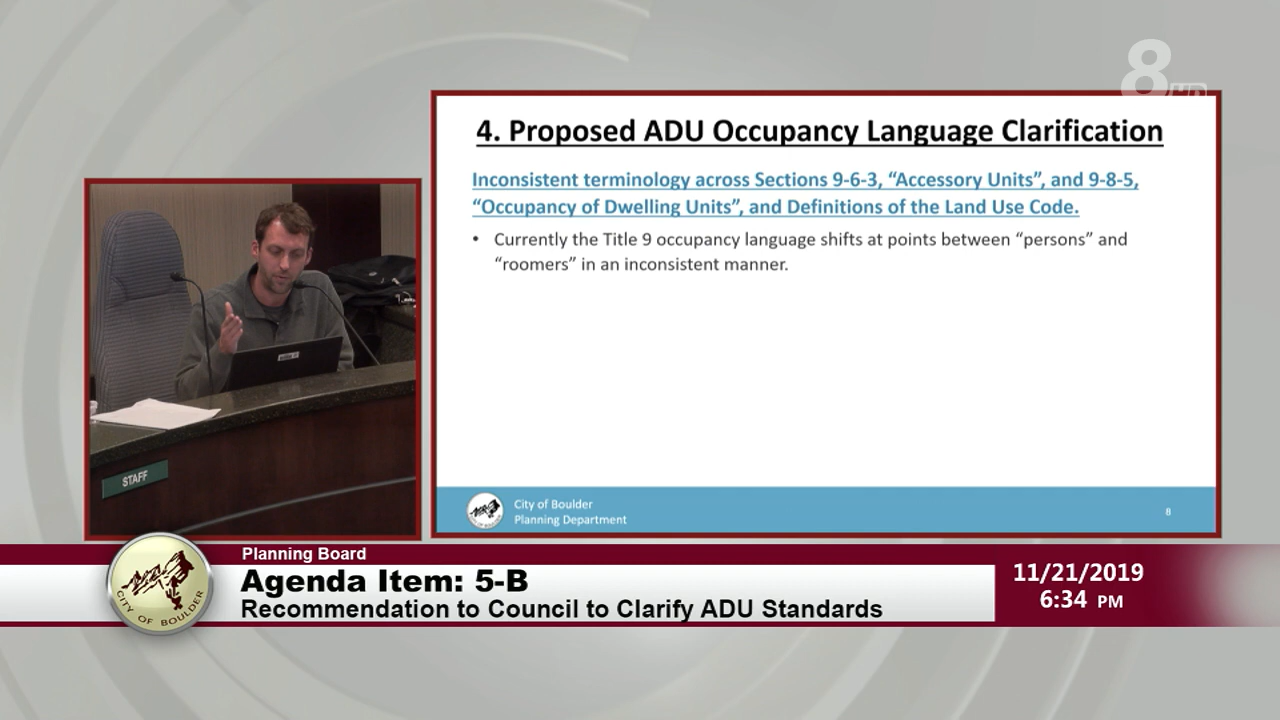 8
HD
4. Proposed ADU Occupancy Language Clarification
Inconsistent terminology across Sections 9-6-3, “Accessory Units”, and 9-8-5,
“Occupancy of Dwelling Units”, and Definitions of the Land Use Code.
• Currently the Title 9 occupancy language shifts at points between “persons” and
“roomers” in an inconsistent manner.
STAFF
City of Boulder
Planning Department
8
Planning Board
Agenda Item: 5-B
Recommendation to Council to Clarify ADU Standards
11/21/2019
6:34 PM
CITY OF BOULDER